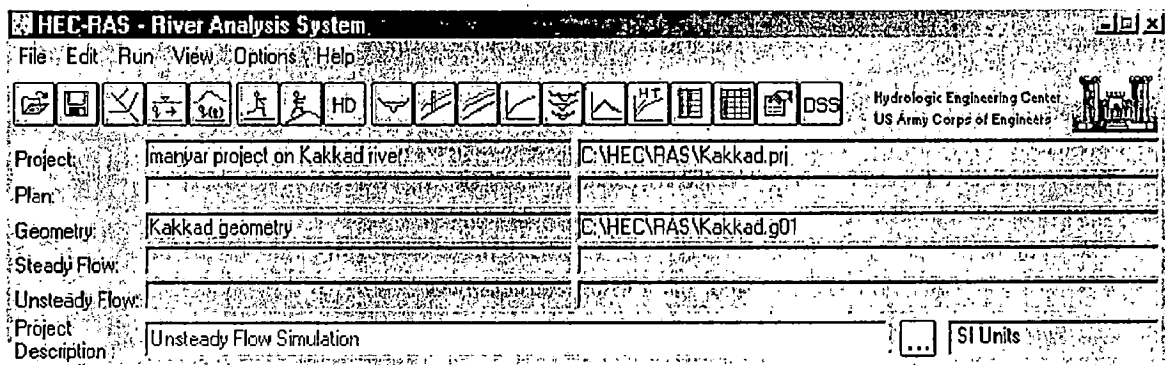 HEC-RAS - River Analysis System
File Edit Run View Options Help
HD HT DSS Hydrologic Engineering Center
US Army Corps of Engineers
Project: manyar project on Kakkad river C:\HEC\RAS\Kakkad.prj
Plan:
Geometry: Kakkad geometry C:\HEC\RAS\Kakkad.g01
Steady Flow:
Unsteady Flow:
Project
Description Unsteady Flow Simulation ... SI Units